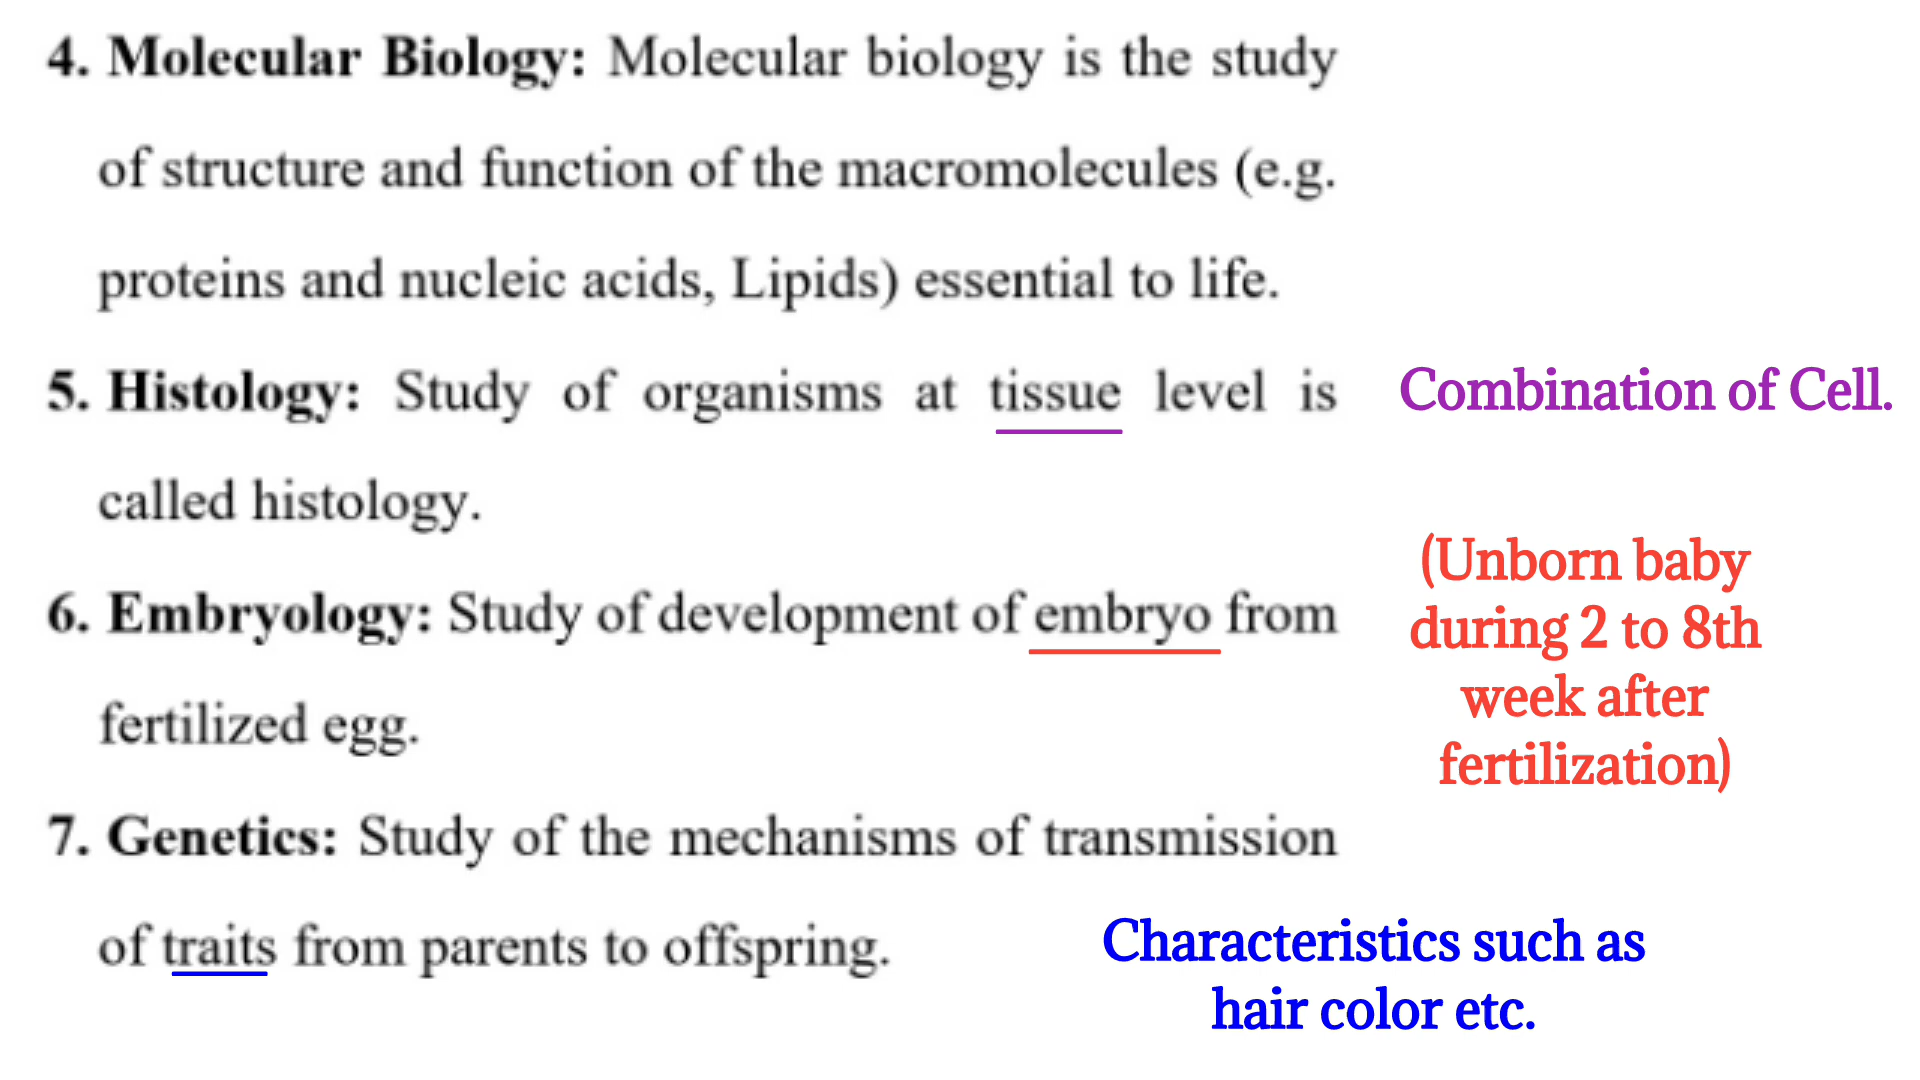 4. Molecular Biology: Molecular biology is the study
of structure and function of the macromolecules (e.g.
proteins and nucleic acids, Lipids) essential to life.
5. Histology: Study of organisms at tissue level is
Combination of Cell.
called histology.
6. Embryology: Study of development of embryo from
fertilized egg.
(Unborn baby
during 2 to 8th
week after
fertilization)
7. Genetics: Study of the mechanisms of transmission
of traits from parents to offspring.
Characteristics such as
hair color etc.